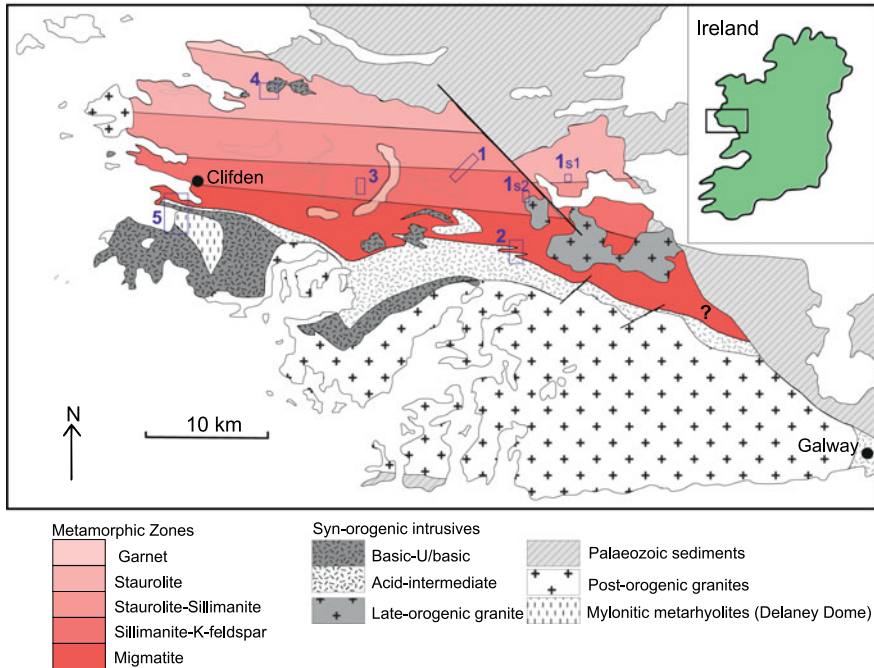 Ireland
4
1
1s1
Clifden
3
1s2
5
2
?
N
10 km
Galway
Metamorphic Zones
Garnet
Staurolite
Staurolite-Sillimanite
Sillimanite-K-feldspar
Migmatite
Syn-orogenic intrusives
Basic-U/basic
Acid-intermediate
Late-orogenic granite
Palaeozoic sediments
Post-orogenic granites
Mylonitic metarhyolites (Delaney Dome)